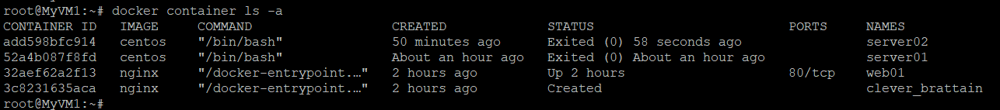 root@MyVM1:~# docker container ls -a
CONTAINER ID   IMAGE     COMMAND                  CREATED             STATUS                         PORTS     NAMES
add598bfc914   centos    "/bin/bash"              50 minutes ago      Exited (0) 58 seconds ago                server02
52a4b087f8fd   centos    "/bin/bash"              About an hour ago   Exited (0) About an hour ago             server01
32aef62a2f13   nginx     "/docker-entrypoint.…"   2 hours ago         Up 2 hours                     80/tcp    web01
3c8231635aca   nginx     "/docker-entrypoint.…"   2 hours ago         Created                                  clever_brattain
root@MyVM1:~#